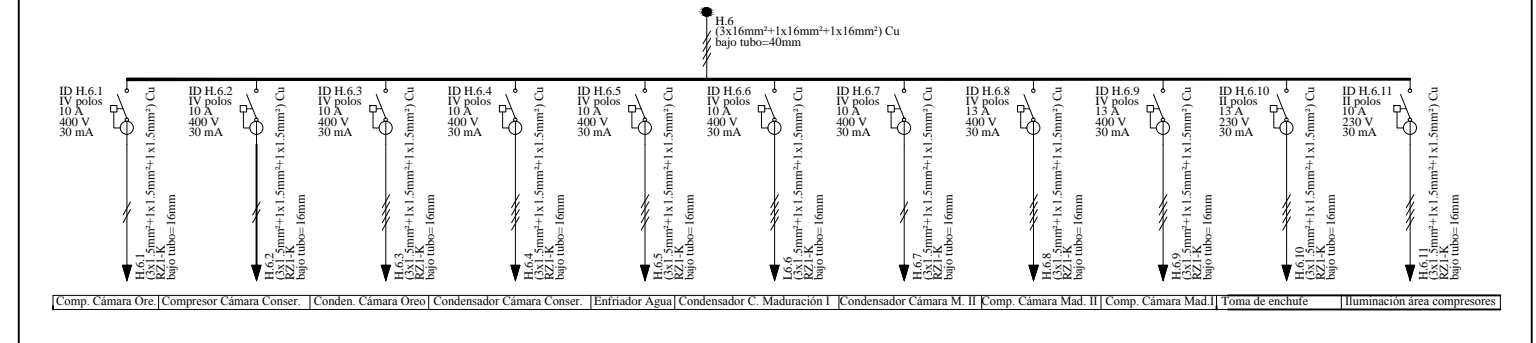 H.6
(3x16mm²+1x16mm²+1x16mm²) Cu
bajo tubo=40mm
ID H.6.1
IV polos
10 A
400 V
30 mA
H.6.1
(3x1.5mm²+1x1.5mm²+1x1.5mm²) Cu
RZ1-K
bajo tubo=16mm
ID H.6.2
IV polos
10 A
400 V
30 mA
H.6.2
(3x1.5mm²+1x1.5mm²+1x1.5mm²) Cu
RZ1-K
bajo tubo=16mm
ID H.6.3
IV polos
10 A
400 V
30 mA
H.6.3
(3x1.5mm²+1x1.5mm²+1x1.5mm²) Cu
RZ1-K
bajo tubo=16mm
ID H.6.4
IV polos
10 A
400 V
30 mA
H.6.4
(3x1.5mm²+1x1.5mm²+1x1.5mm²) Cu
RZ1-K
bajo tubo=16mm
ID H.6.5
IV polos
10 A
400 V
30 mA
H.6.5
(3x1.5mm²+1x1.5mm²+1x1.5mm²) Cu
RZ1-K
bajo tubo=16mm
ID H.6.6
IV polos
10 A
400 V
30 mA
L6.6
(3x1.5mm²+1x1.5mm²+1x1.5mm²) Cu
RZ1-K
bajo tubo=16mm
ID H.6.7
IV polos
10 A
400 V
30 mA
H.6.7
(3x1.5mm²+1x1.5mm²+1x1.5mm²) Cu
RZ1-K
bajo tubo=16mm
ID H.6.8
IV polos
13 A
400 V
30 mA
H.6.8
(3x1.5mm²+1x1.5mm²+1x1.5mm²) Cu
RZ1-K
bajo tubo=16mm
ID H.6.9
IV polos
13 A
400 V
30 mA
H.6.9
(3x1.5mm²+1x1.5mm²+1x1.5mm²) Cu
RZ1-K
bajo tubo=16mm
ID H.6.10
II polos
13 A
230 V
30 mA
H.6.10
(3x1.5mm²+1x1.5mm²+1x1.5mm²) Cu
RZ1-K
bajo tubo=16mm
ID H.6.11
II polos
10 A
230 V
30 mA
H.6.11
(3x1.5mm²+1x1.5mm²+1x1.5mm²) Cu
RZ1-K
bajo tubo=16mm
Comp. Cámara Ore. Compresor Cámara Conser. Conden. Cámara Oreo Condensador Cámara Conser. Enfriador Agua Condensador C. Maduración I Condensador Cámara M. II Comp. Cámara Mad. II Comp. Cámara Mad.I Toma de enchufe Iluminación área compresores